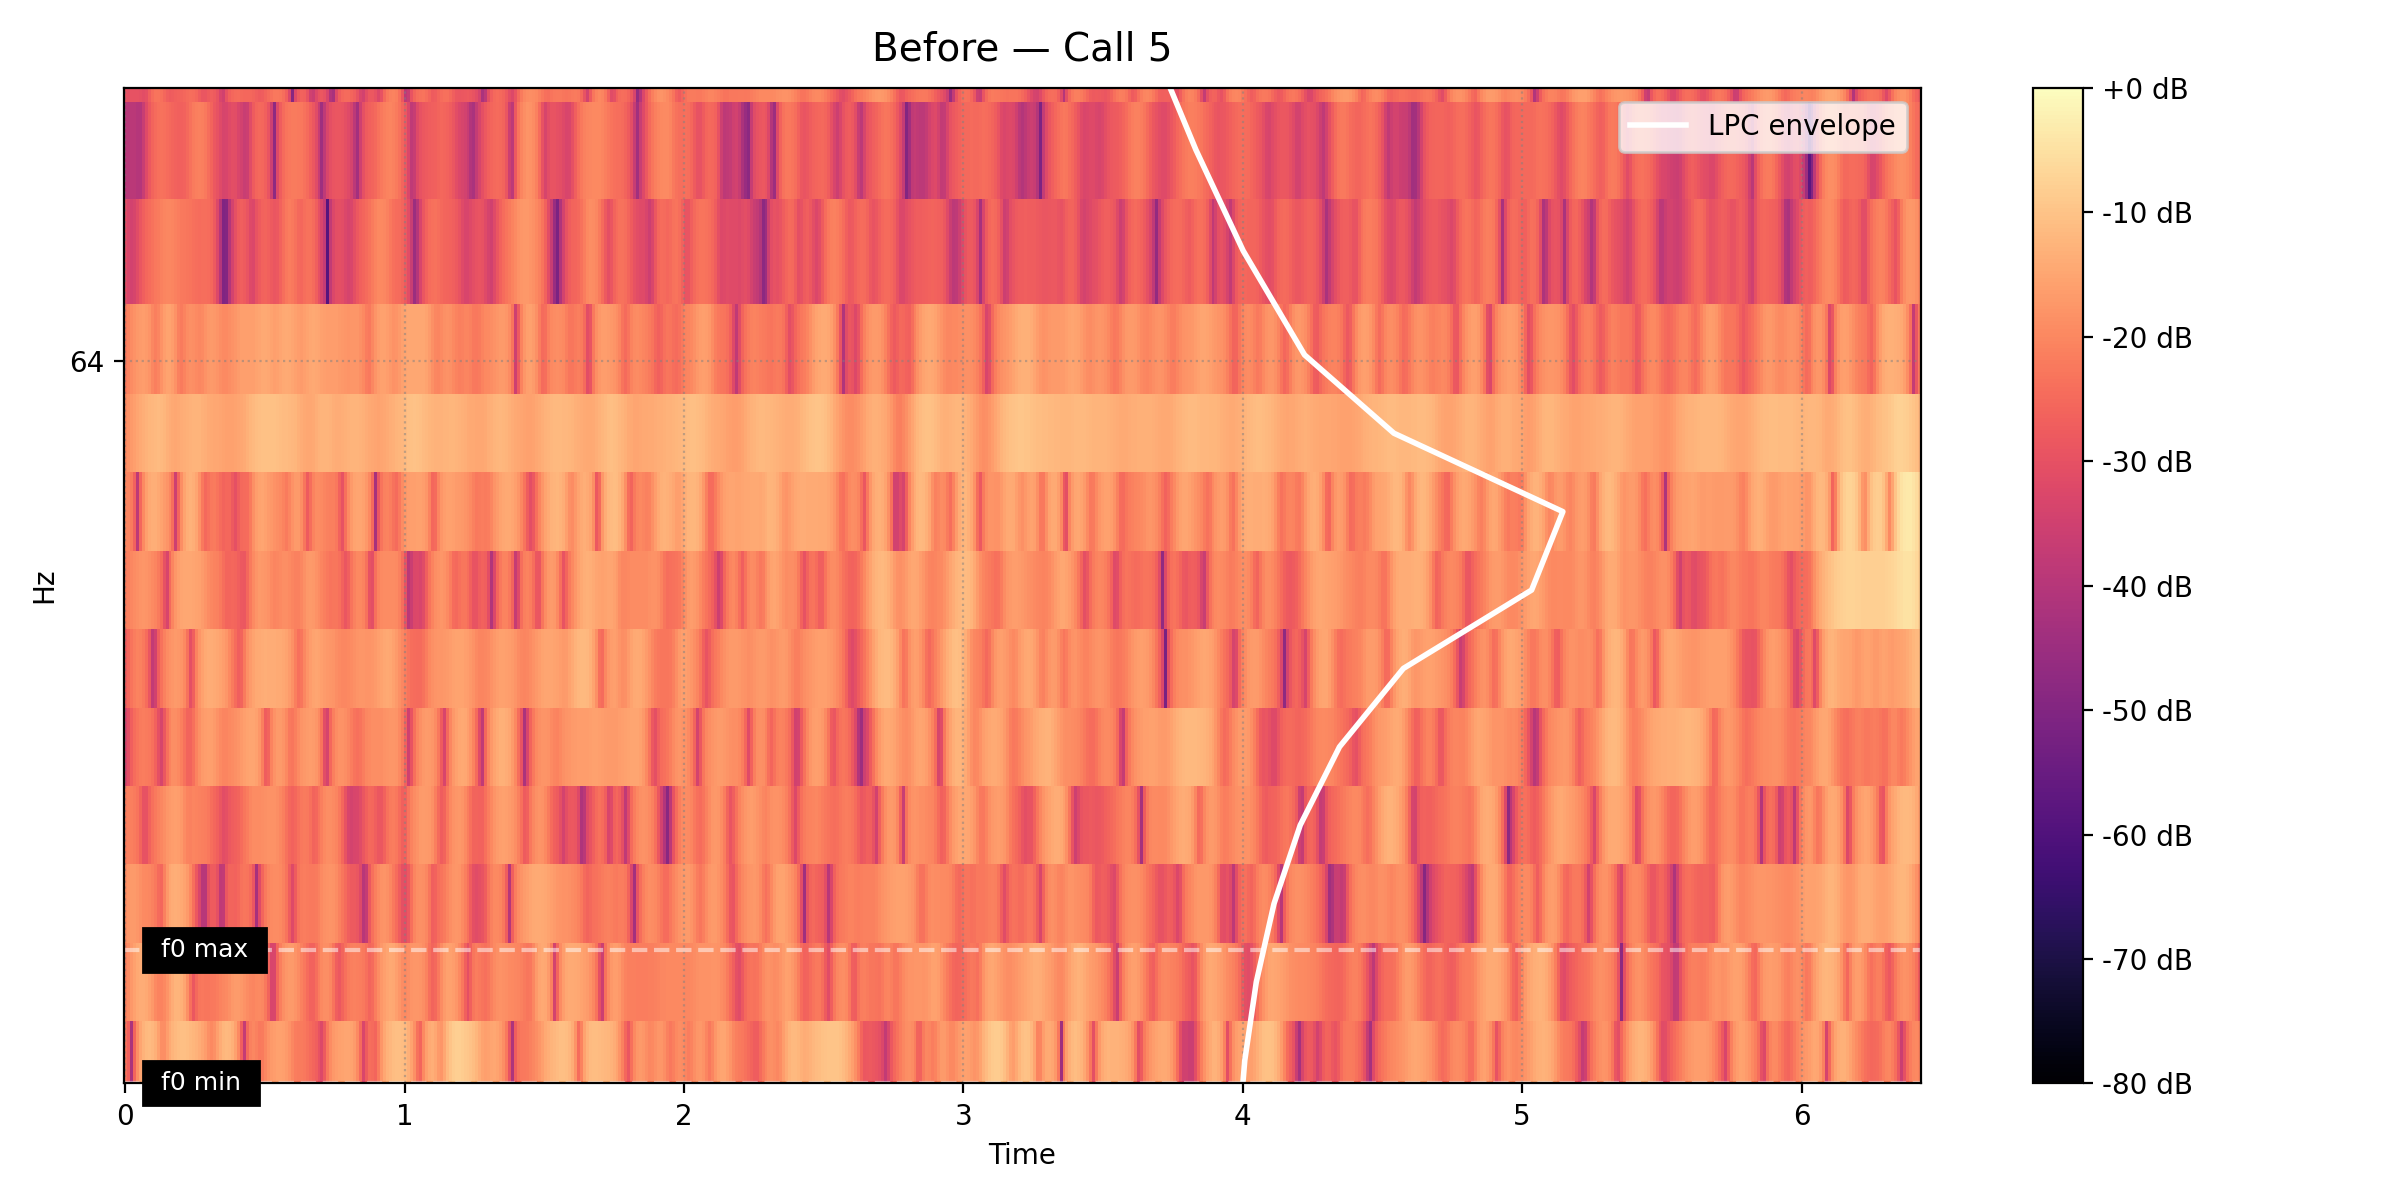 Before — Call 5
LPC envelope
64
Hz
f0 max
f0 min
0 1 2 3 4 5 6
Time
+0 dB
-10 dB
-20 dB
-30 dB
-40 dB
-50 dB
-60 dB
-70 dB
-80 dB